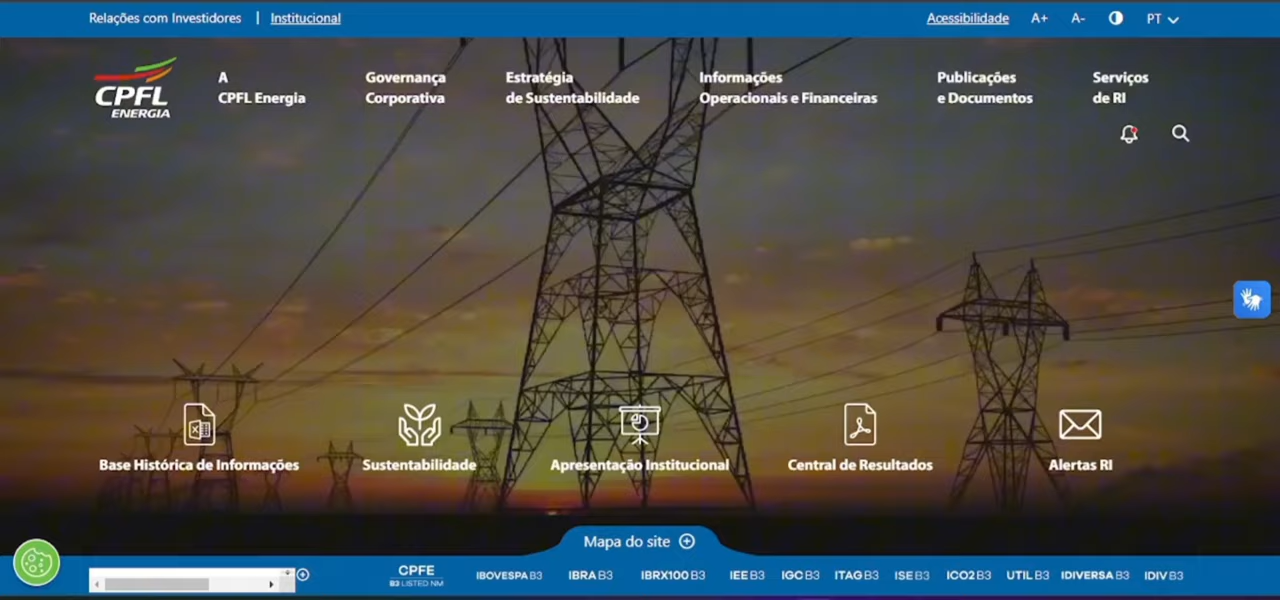 Relações com Investidores | Institucional
Acessibilidade A+ A- PT
CPFL
ENERGIA
A
CPFL Energia
Governança
Corporativa
Estratégia
de Sustentabilidade
Informações
Operacionais e Financeiras
Publicações
e Documentos
Serviços
de RI
Base Histórica de Informações
Sustentabilidade
Apresentação Institucional
Central de Resultados
Alertas RI
Mapa do site
CPFE
B3 LISTED NM
IBOVESPA B3 IBRA B3 IBRX100 B3 IEE B3 IGC B3 ITAG B3 ISE B3 ICO2 B3 UTIL B3 IDIVERSA B3 IDIV B3